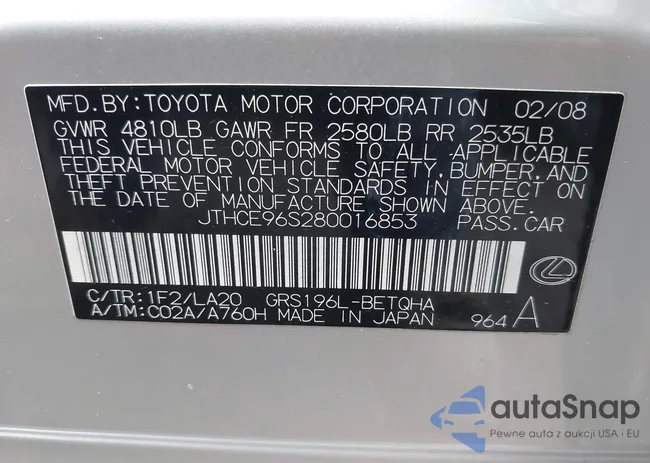 MFD.BY:TOYOTA MOTOR CORPORATION 02/08
GVWR 4810LB GAWR FR 2580LB RR 2535LB
THIS VEHICLE CONFORMS TO ALL APPLICABLE
FEDERAL MOTOR VEHICLE SAFETY,BUMPER,AND
THEFT PREVENTION STANDARDS IN EFFECT ON
THE DATE OF MANUFACTURE SHOWN ABOVE.
JTHCE96S280016853 PASS.CAR
C/TR:1F2/LA20 GRS196L-BETQHA
A/TM:C02A/A760H MADE IN JAPAN 964 A
autaSnap
Pewne auta z aukcji USA i EU